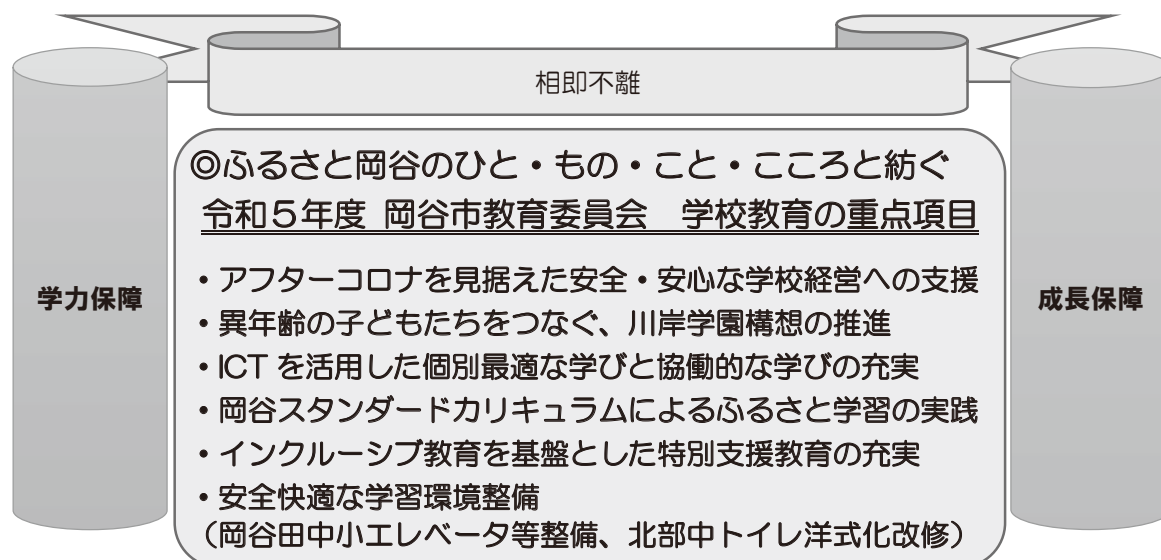 相即不離
◎ふるさと岡谷のひと・もの・こと・こころと紡ぐ
令和5年度 岡谷市教育委員会　学校教育の重点項目
・アフターコロナを見据えた安全・安心な学校経営への支援
・異年齢の子どもたちをつなぐ、川岸学園構想の推進
・ICT を活用した個別最適な学びと協働的な学びの充実
・岡谷スタンダードカリキュラムによるふるさと学習の実践
・インクルーシブ教育を基盤とした特別支援教育の充実
・安全快適な学習環境整備
（岡谷田中小エレベータ等整備、北部中トイレ洋式化改修）
学力保障
成長保障